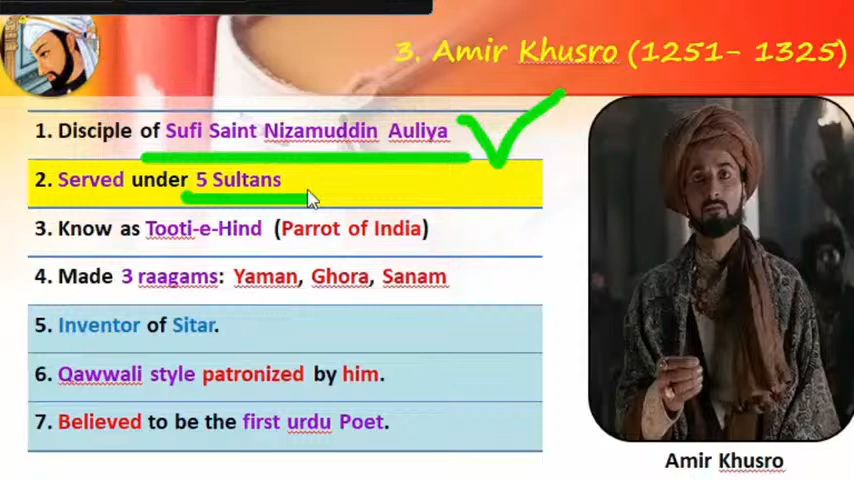 3. Amir Khusro (1251- 1325)
1. Disciple of Sufi Saint Nizamuddin Auliya
2. Served under 5 Sultans
3. Know as Tooti-e-Hind (Parrot of India)
4. Made 3 raagams: Yaman, Ghora, Sanam
5. Inventor of Sitar.
6. Qawwali style patronized by him.
7. Believed to be the first urdu Poet.
Amir Khusro